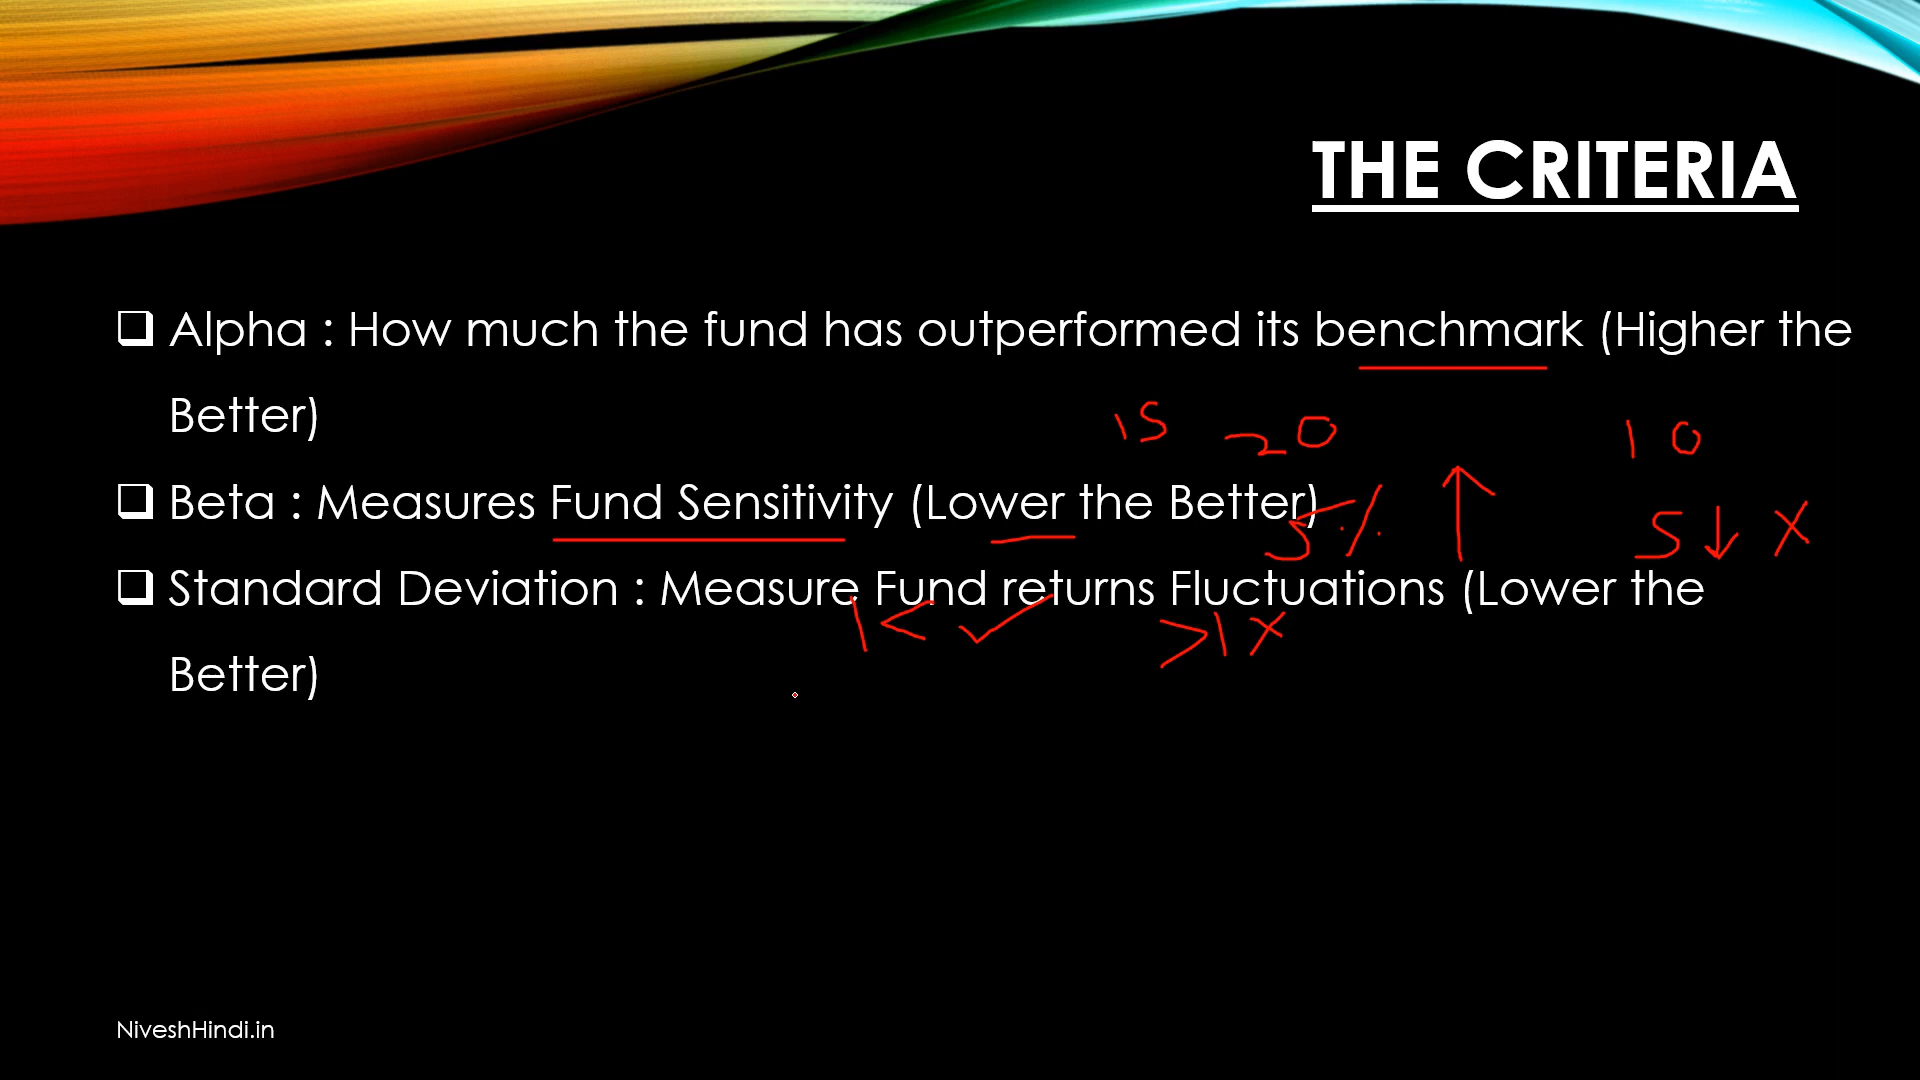 THE CRITERIA
Alpha : How much the fund has outperformed its benchmark (Higher the
Better)
15 20 10
Beta : Measures Fund Sensitivity (Lower the Better)
5% ↑ 5↓ X
Standard Deviation : Measure Fund returns Fluctuations (Lower the
1< ✓ >1 X
Better)
NiveshHindi.in